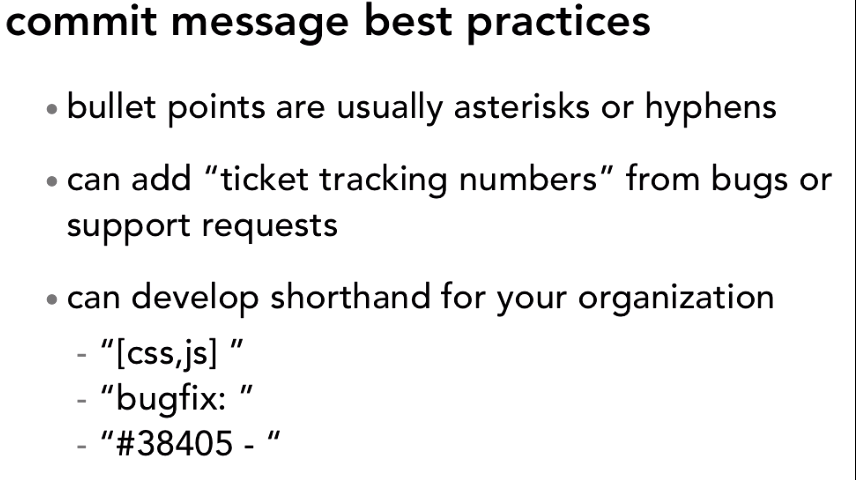 commit message best practices
• bullet points are usually asterisks or hyphens
• can add “ticket tracking numbers” from bugs or
support requests
• can develop shorthand for your organization
- “[css,js] ”
- “bugfix: ”
- “#38405 - “